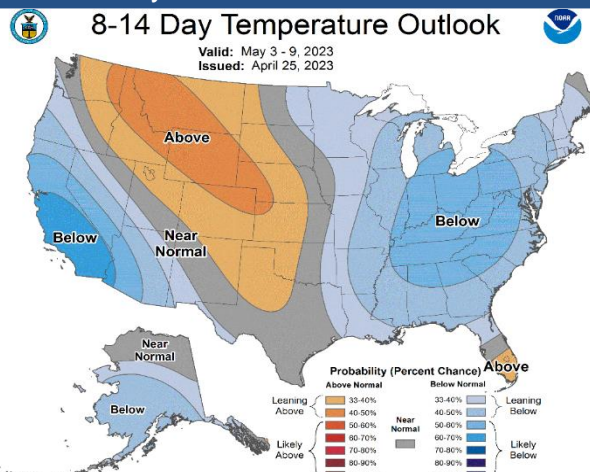 8-14 Day Temperature Outlook
NOAA
Valid: May 3 - 9, 2023
Issued: April 25, 2023
Above
Below
Near
Normal
Below
Above
Near
Normal
Below
Probability (Percent Chance)
Above Normal
Below Normal
Leaning
Above
33-40%
40-50%
Likely
Above
50-60%
60-70%
70-80%
80-90%
Near
Normal
33-40%
40-50%
Leaning
Below
50-60%
60-70%
70-80%
80-90%
Likely
Below